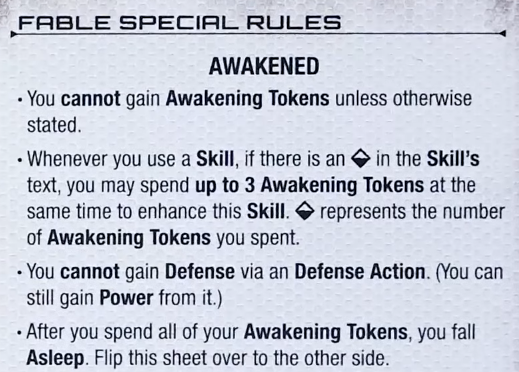 FABLE SPECIAL RULES
AWAKENED
• You cannot gain Awakening Tokens unless otherwise
stated.
• Whenever you use a Skill, if there is an ⬙ in the Skill's
text, you may spend up to 3 Awakening Tokens at the
same time to enhance this Skill. ⬙ represents the number
of Awakening Tokens you spent.
• You cannot gain Defense via an Defense Action. (You can
still gain Power from it.)
• After you spend all of your Awakening Tokens, you fall
Asleep. Flip this sheet over to the other side.